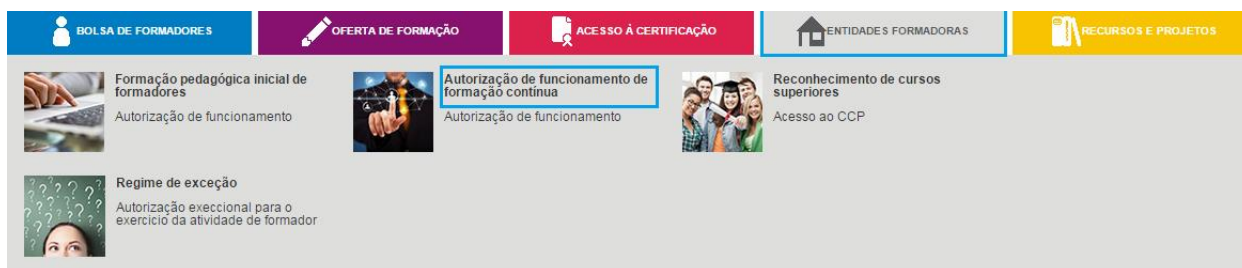 BOLSA DE FORMADORES
OFERTA DE FORMAÇÃO
ACESSO À CERTIFICAÇÃO
ENTIDADES FORMADORAS
RECURSOS E PROJETOS
Formação pedagógica inicial de
formadores
Autorização de funcionamento
Autorização de funcionamento de
formação contínua
Autorização de funcionamento
Reconhecimento de cursos
superiores
Acesso ao CCP
Regime de exceção
Autorização execcional para o
exercicio da atividade de formador